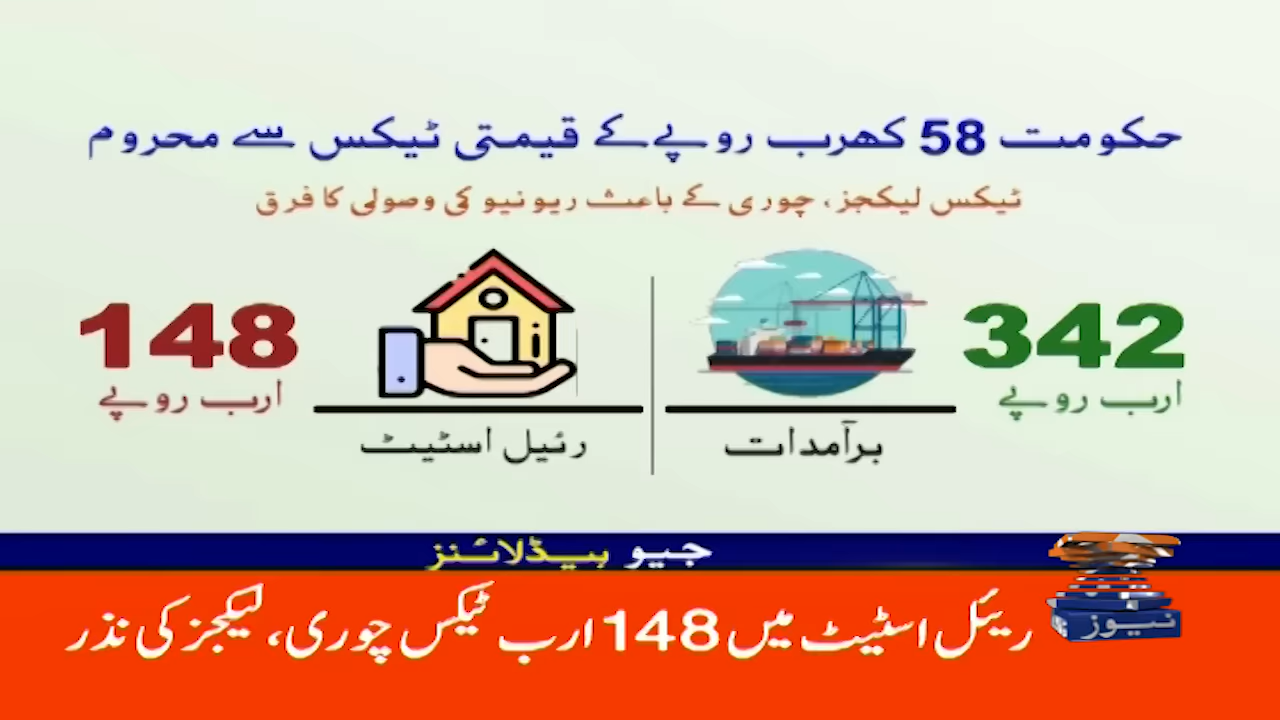 حکومت 58 کھرب روپے کے قیمتی ٹیکس سے محروم
ٹیکس لیکجز، چوری کے باعث ریونیو کی وصولی کا فرق
342
ارب روپے
برآمدات
148
ارب روپے
رئیل اسٹیٹ
جیو ہیڈلائنز
ریئل اسٹیٹ میں 148 ارب ٹیکس چوری، لیکجز کی نذر
نیوز